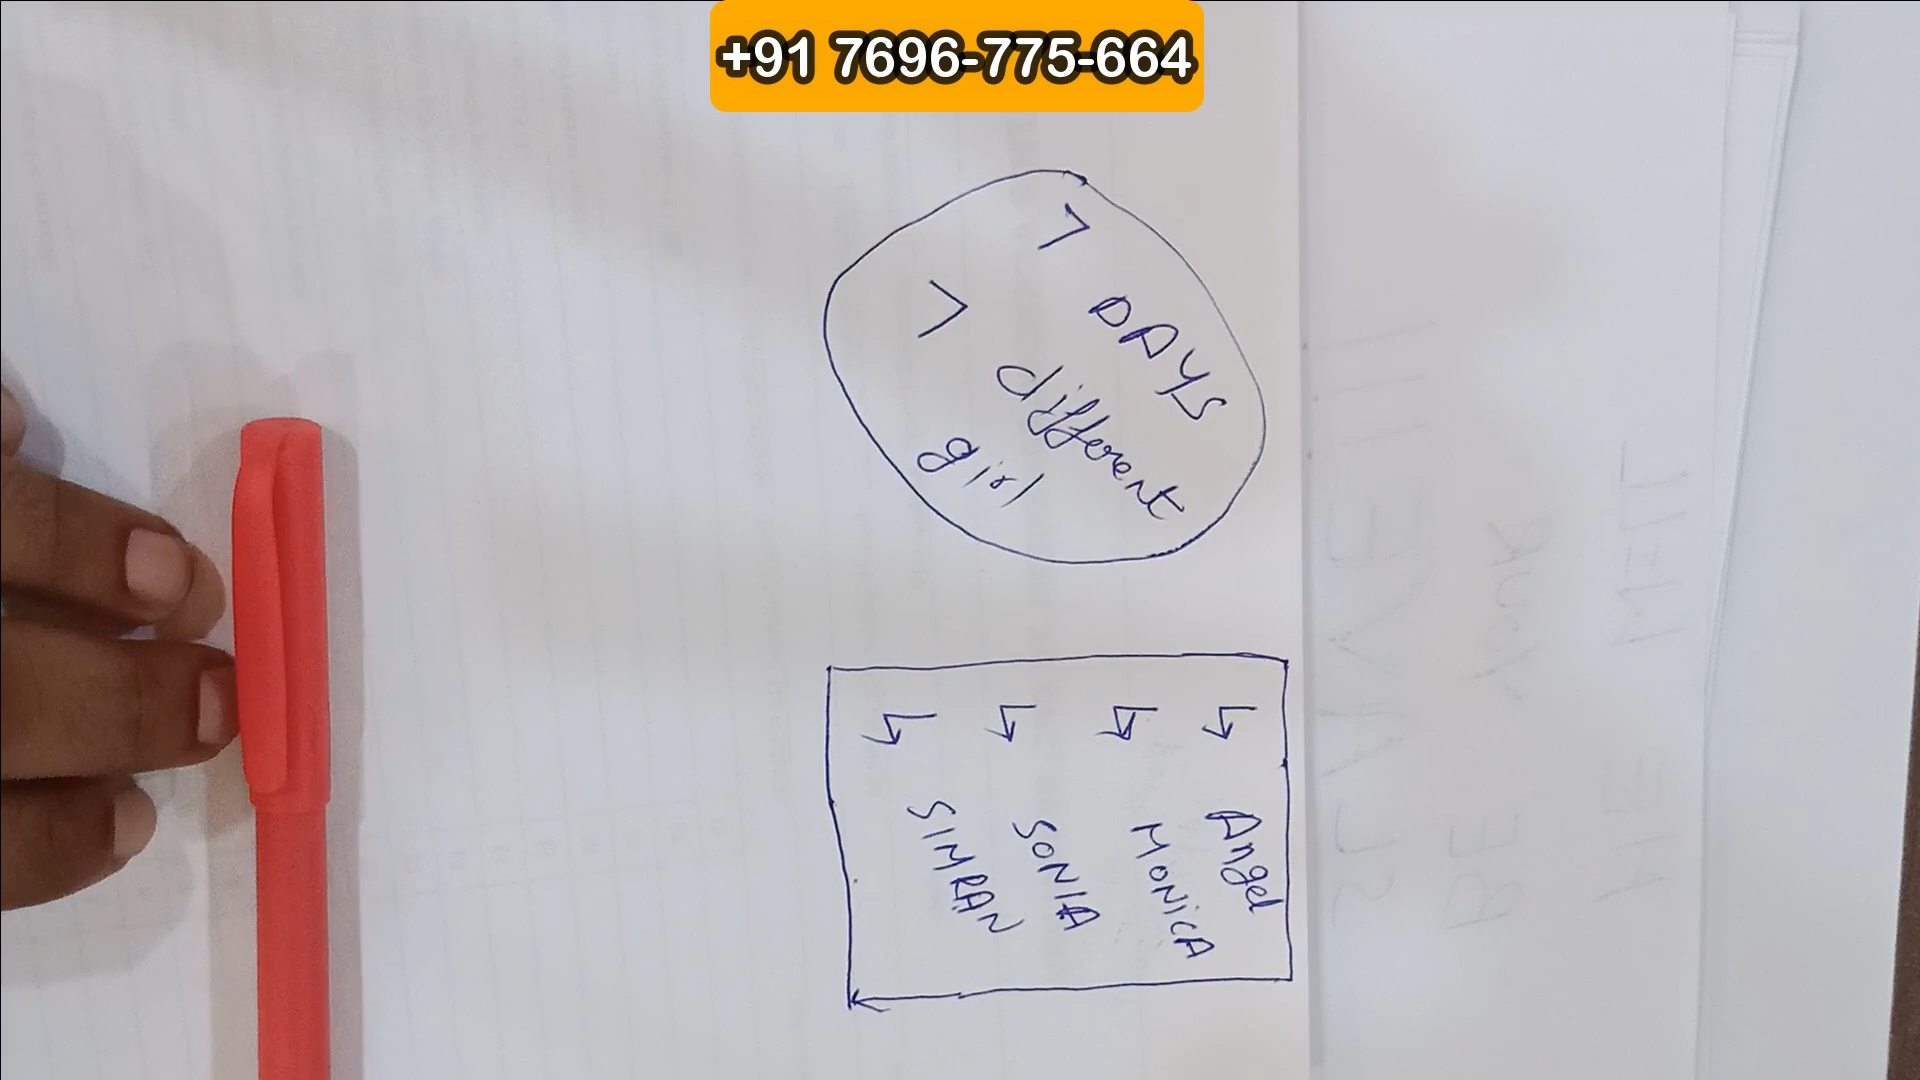 +91 7696-775-664
7 DAYS
7 different
girl
Angel
MONICA
SONIA
SIMRAN